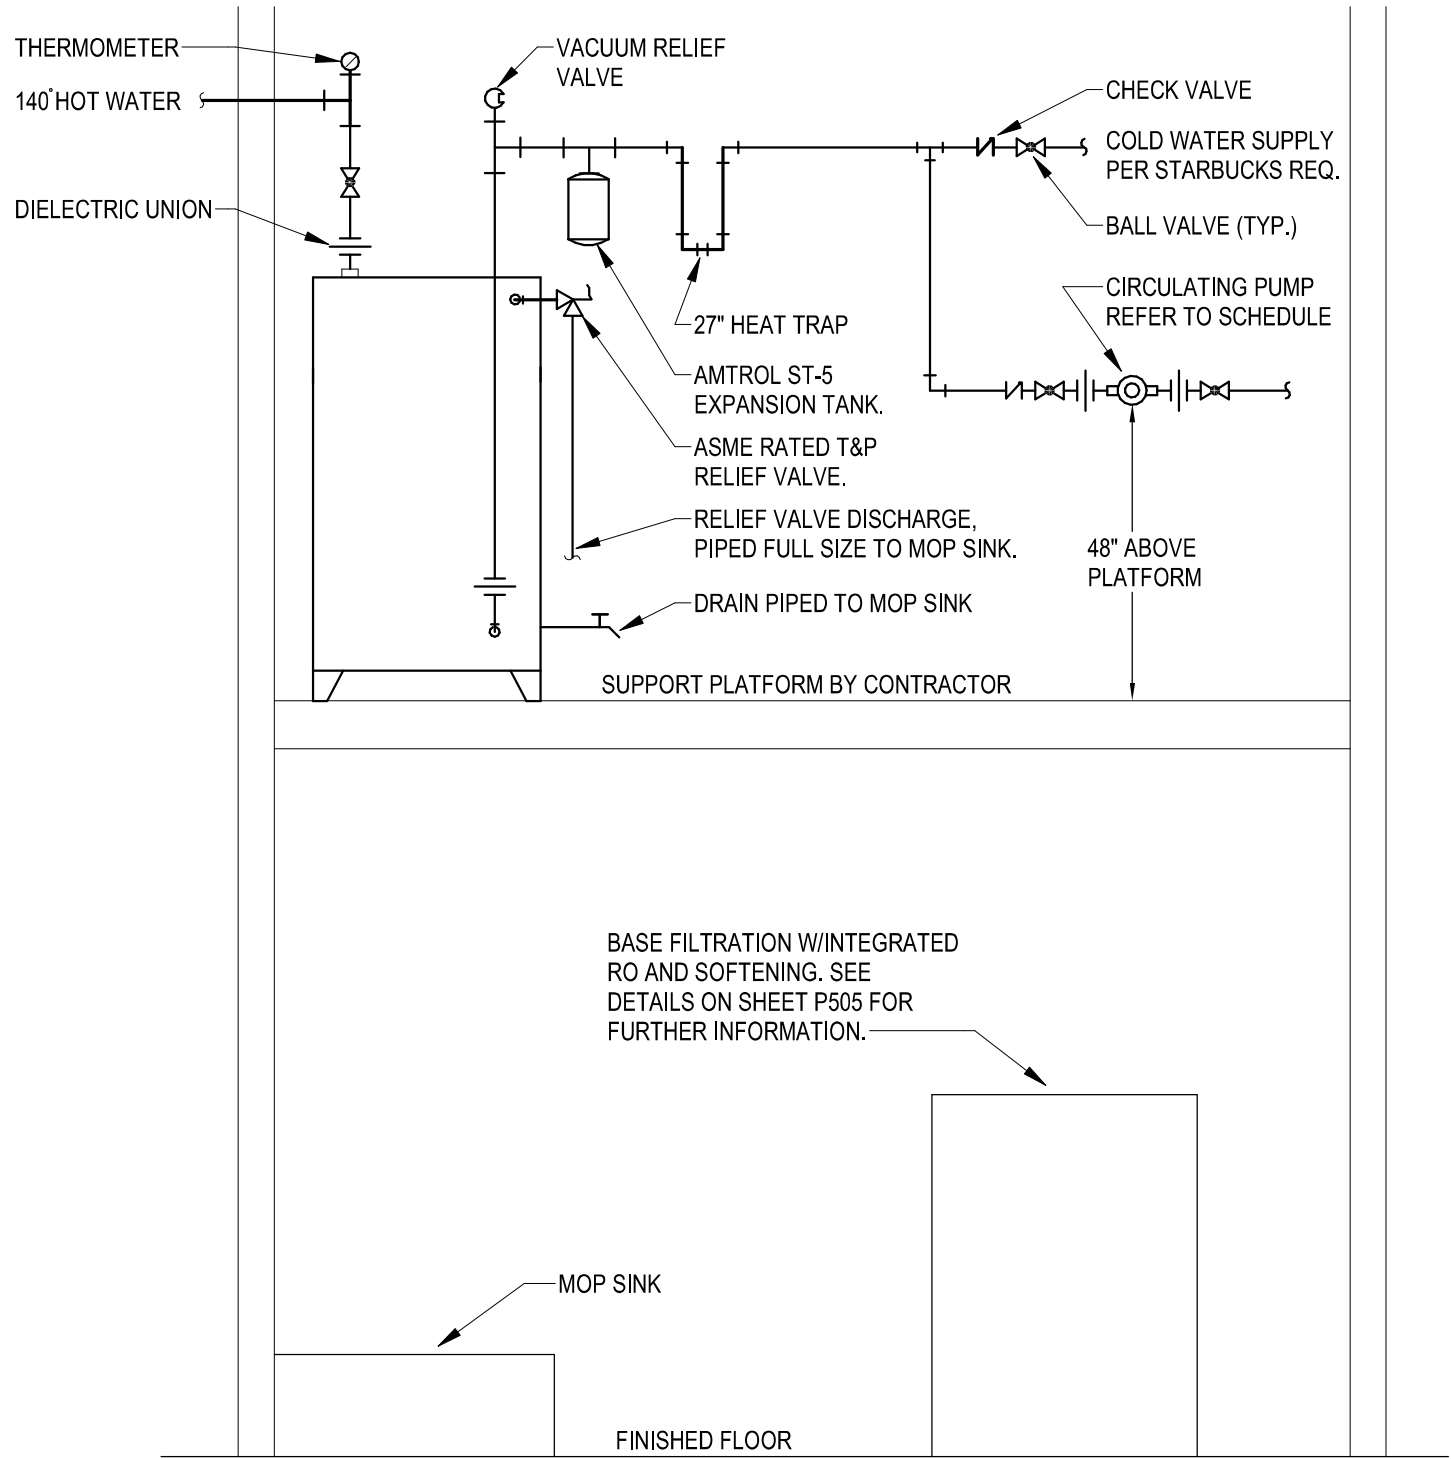 THERMOMETER
140° HOT WATER
DIELECTRIC UNION
VACUUM RELIEF
VALVE
CHECK VALVE
COLD WATER SUPPLY
PER STARBUCKS REQ.
BALL VALVE (TYP.)
CIRCULATING PUMP
REFER TO SCHEDULE
27" HEAT TRAP
AMTROL ST-5
EXPANSION TANK.
ASME RATED T&P
RELIEF VALVE.
RELIEF VALVE DISCHARGE,
PIPED FULL SIZE TO MOP SINK.
48" ABOVE
PLATFORM
DRAIN PIPED TO MOP SINK
SUPPORT PLATFORM BY CONTRACTOR
BASE FILTRATION W/INTEGRATED
RO AND SOFTENING. SEE
DETAILS ON SHEET P505 FOR
FURTHER INFORMATION.
MOP SINK
FINISHED FLOOR